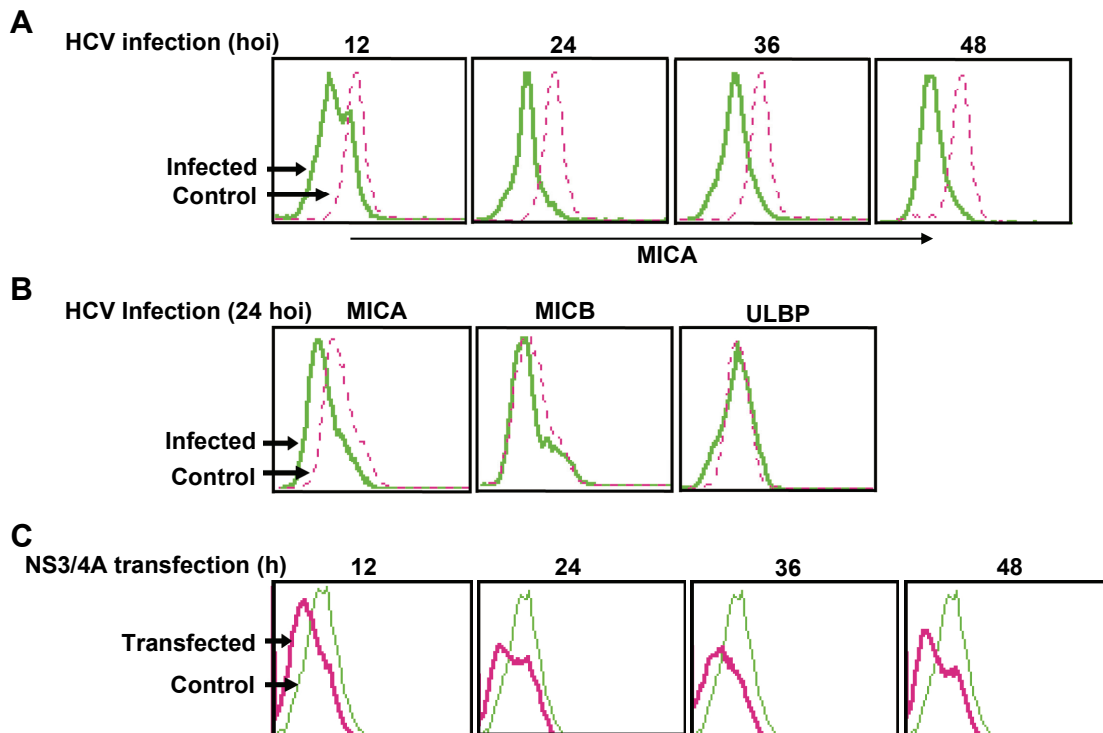 A
HCV infection (hoi) 12 24 36 48
Infected
Control
MICA
B
HCV Infection (24 hoi) MICA MICB ULBP
Infected
Control
C
NS3/4A transfection (h) 12 24 36 48
Transfected
Control